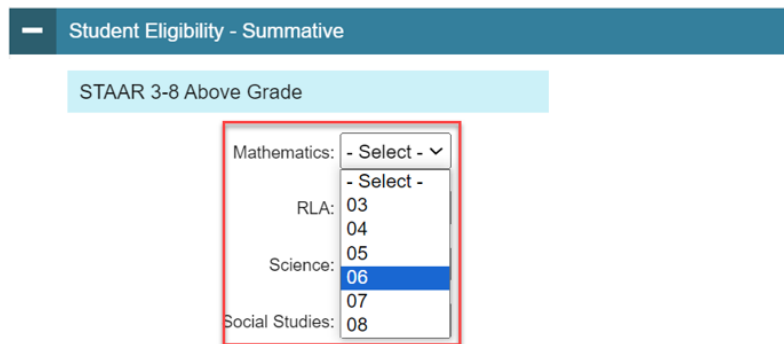 Student Eligibility - Summative
STAAR 3-8 Above Grade
Mathematics: - Select -
- Select -
RLA: 03
04
05
Science:
06
07
Social Studies: 08